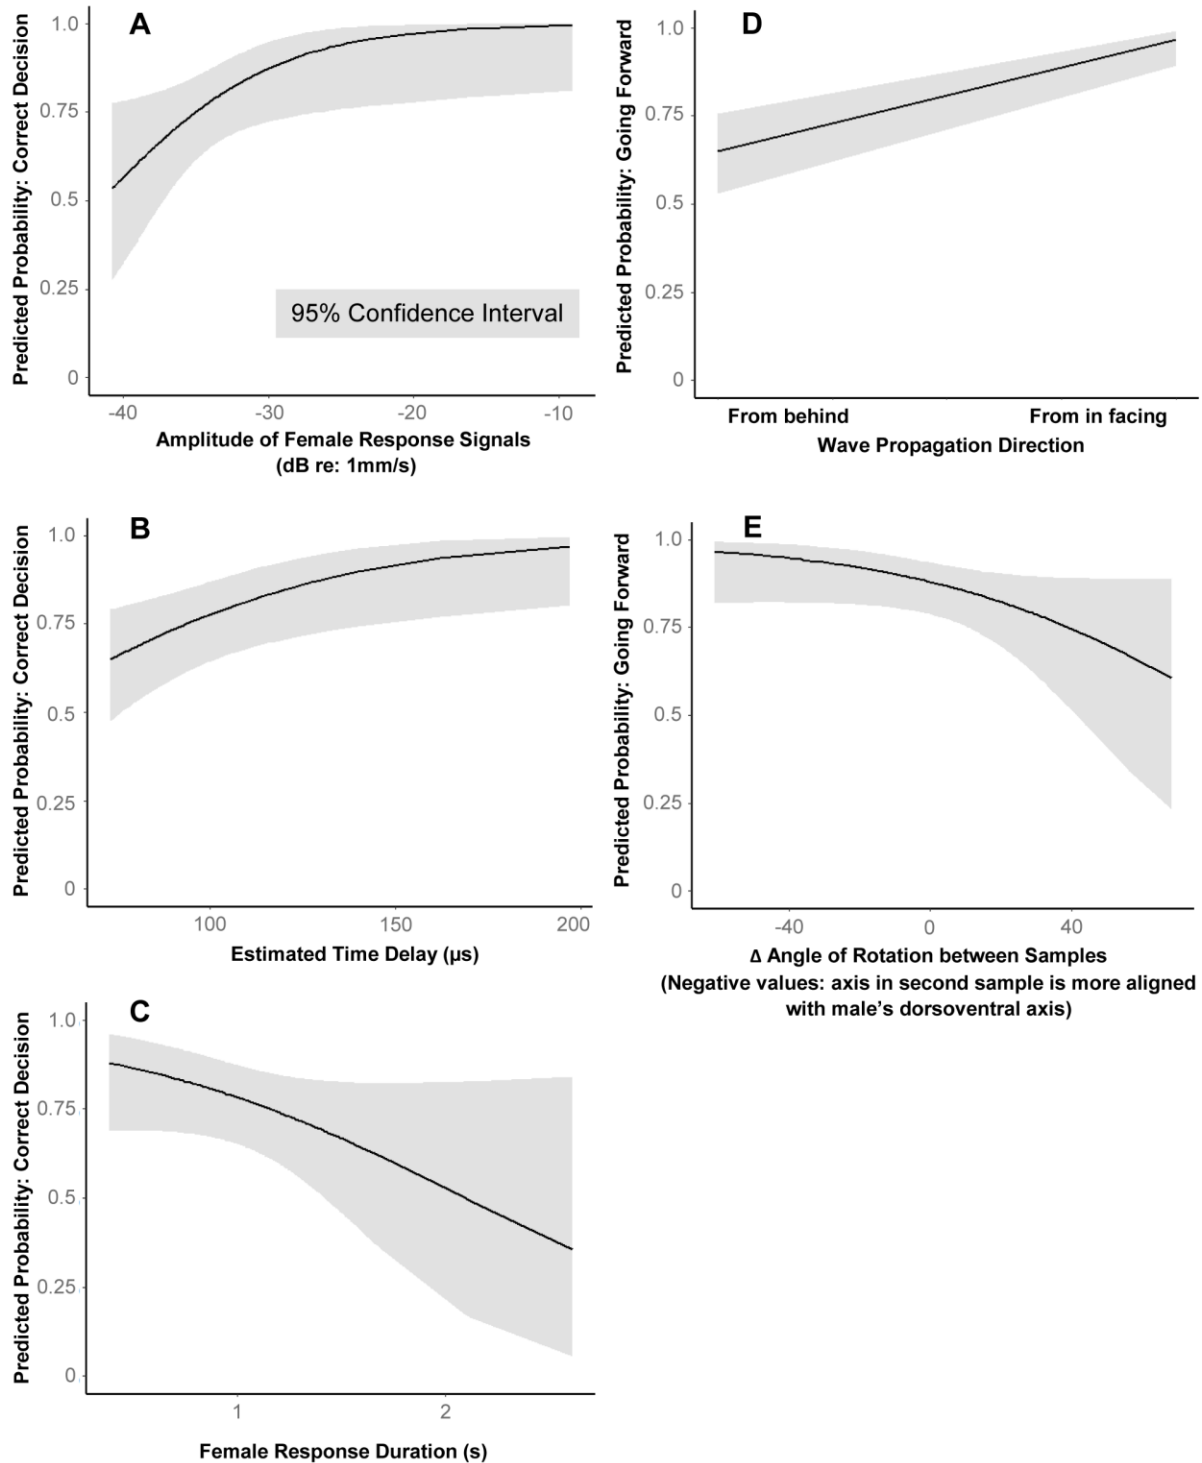 A
Predicted Probability: Correct Decision
1.0
0.75
0.5
0.25
0
95% Confidence Interval
-40
-30
-20
-10
Amplitude of Female Response Signals
(dB re: 1mm/s)
D
Predicted Probability: Going Forward
1.0
0.75
0.5
0.25
0
From behind
From in facing
Wave Propagation Direction
B
Predicted Probability: Correct Decision
1.0
0.75
0.5
0.25
0
100
150
200
Estimated Time Delay (µs)
E
Predicted Probability: Going Forward
1.0
0.75
0.5
0.25
0
-40
0
40
Δ Angle of Rotation between Samples
(Negative values: axis in second sample is more aligned
with male's dorsoventral axis)
C
Predicted Probability: Correct Decision
1.0
0.75
0.5
0.25
0
1
2
Female Response Duration (s)